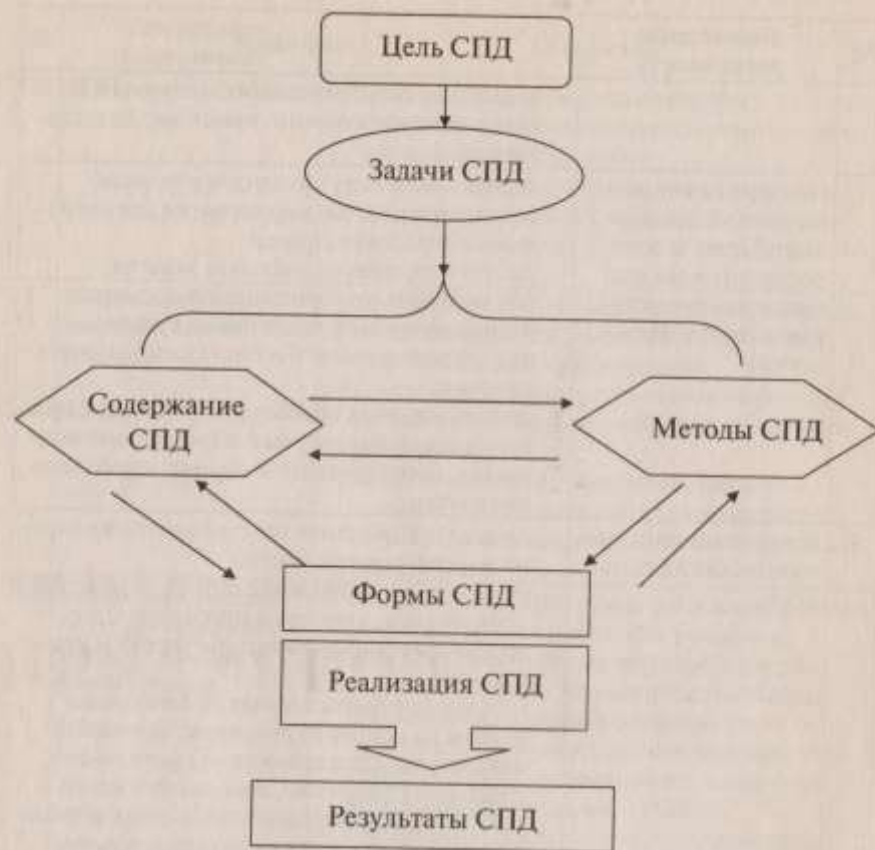 Цель СПД
Задачи СПД
Содержание
СПД
Методы СПД
Формы СПД
Реализация СПД
Результаты СПД